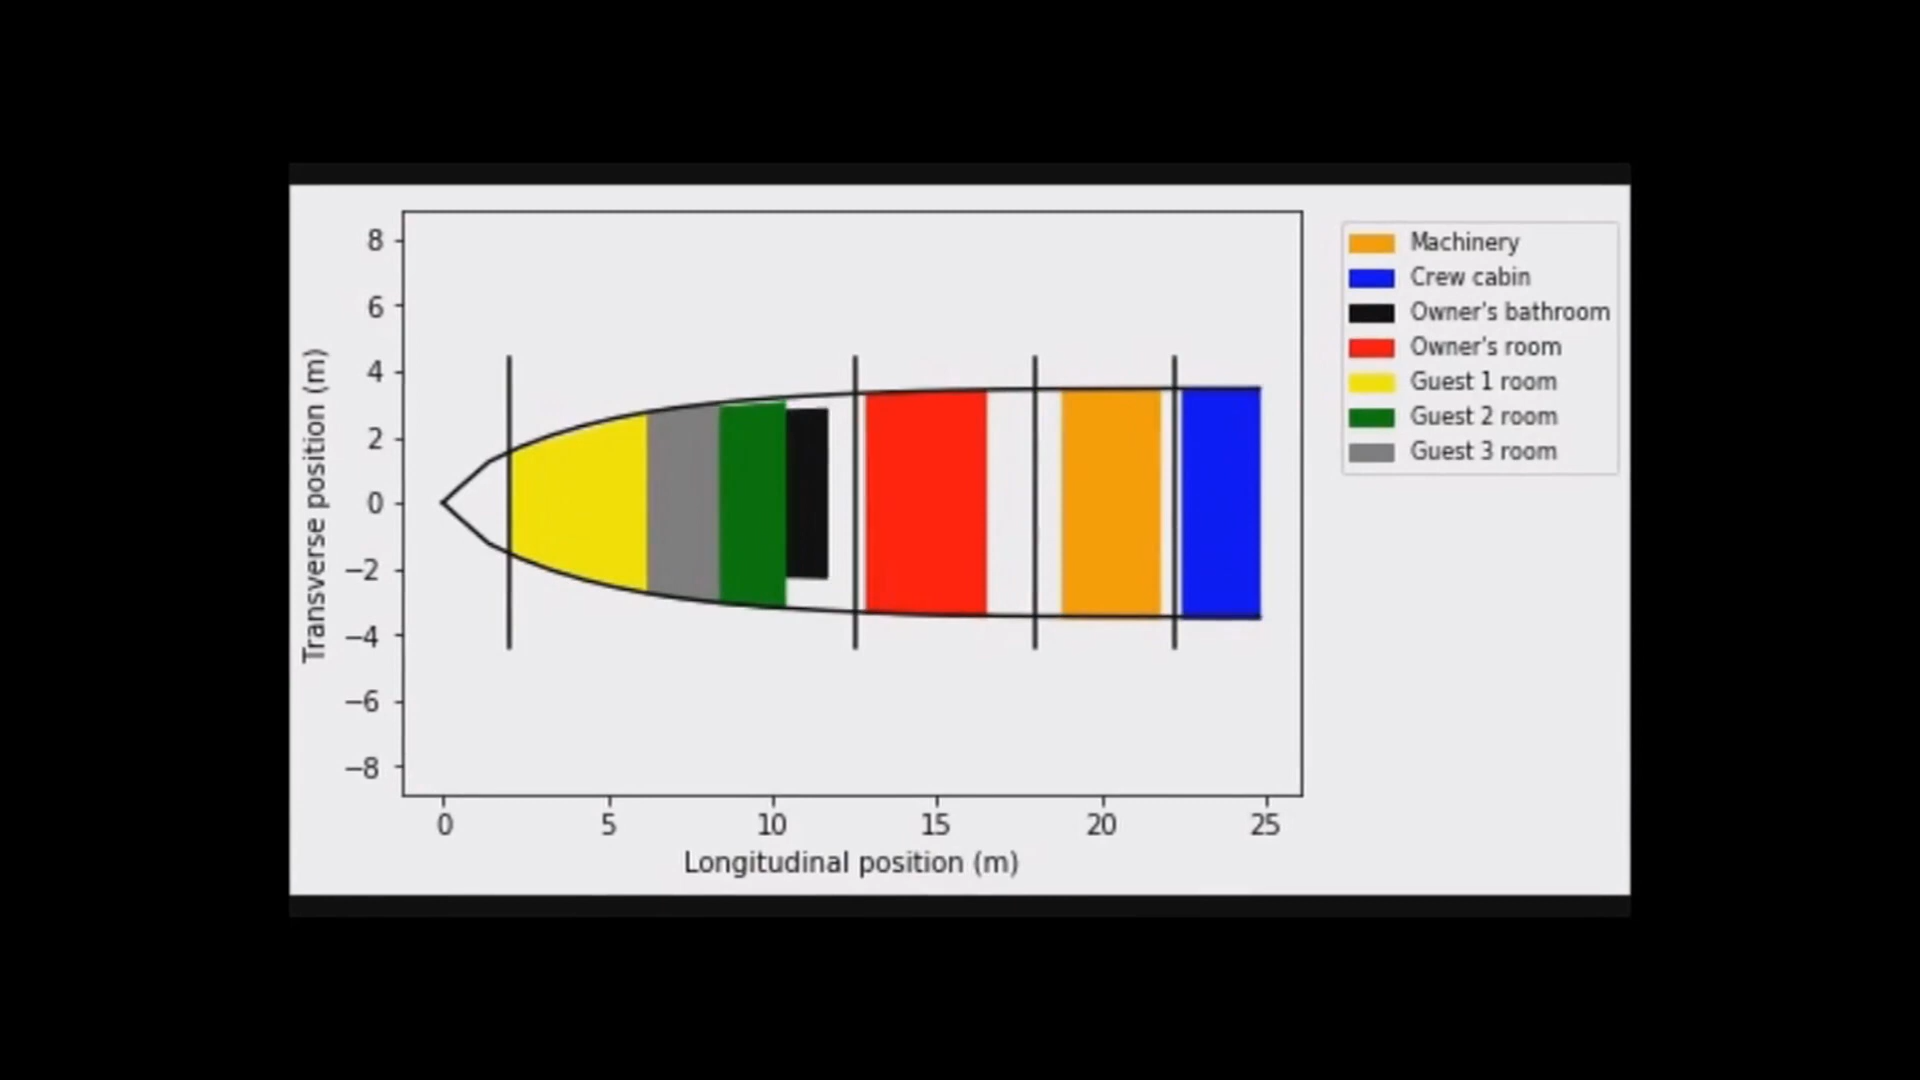 8
6
4
2
0
−2
−4
−6
−8
Transverse position (m)
0 5 10 15 20 25
Longitudinal position (m)
Machinery
Crew cabin
Owner's bathroom
Owner's room
Guest 1 room
Guest 2 room
Guest 3 room